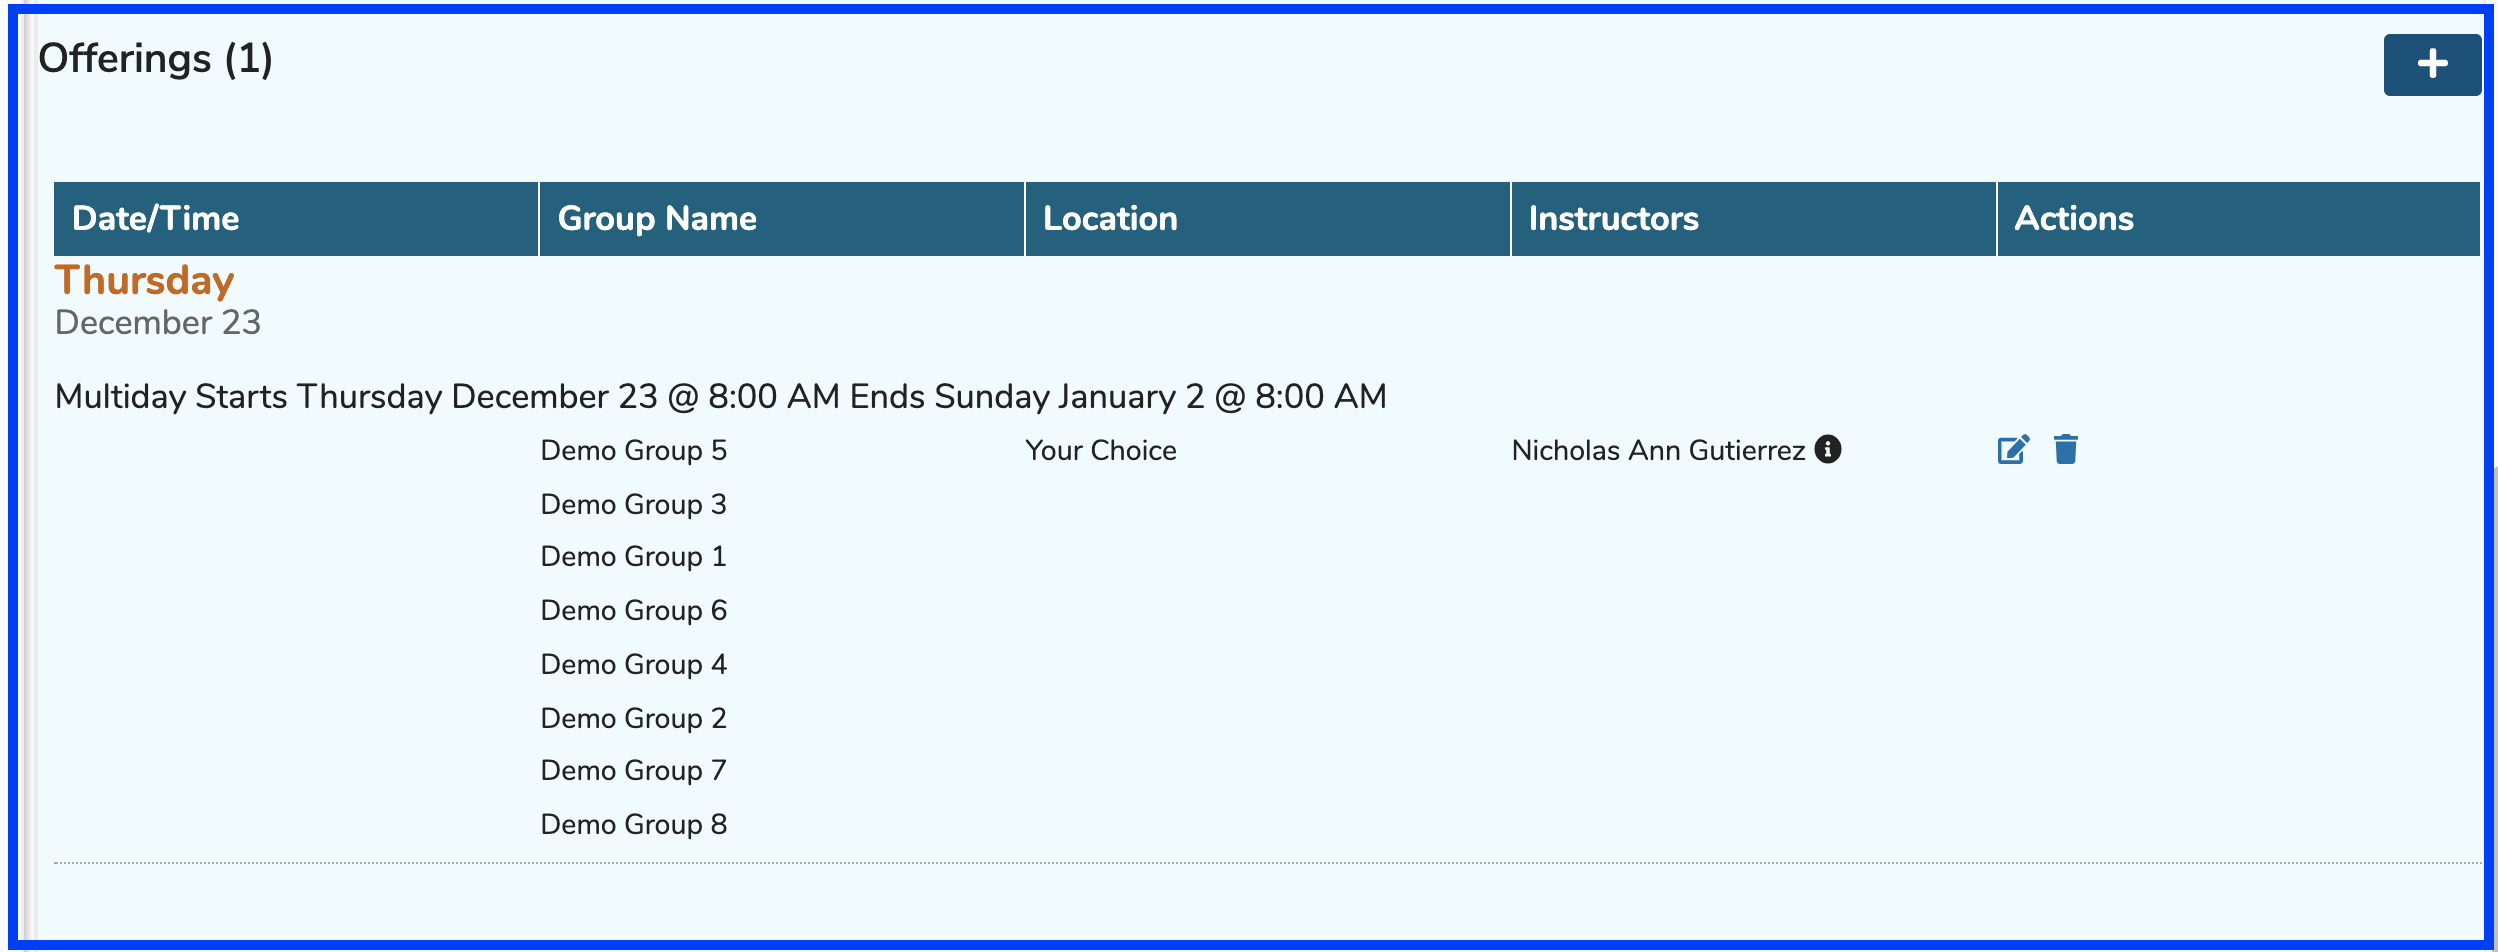 Offerings (1)
Date/Time Group Name Location Instructors Actions
Thursday
December 23
Multiday Starts Thursday December 23 @ 8:00 AM Ends Sunday January 2 @ 8:00 AM
Demo Group 5 Your Choice Nicholas Ann Gutierrez
Demo Group 3
Demo Group 1
Demo Group 6
Demo Group 4
Demo Group 2
Demo Group 7
Demo Group 8